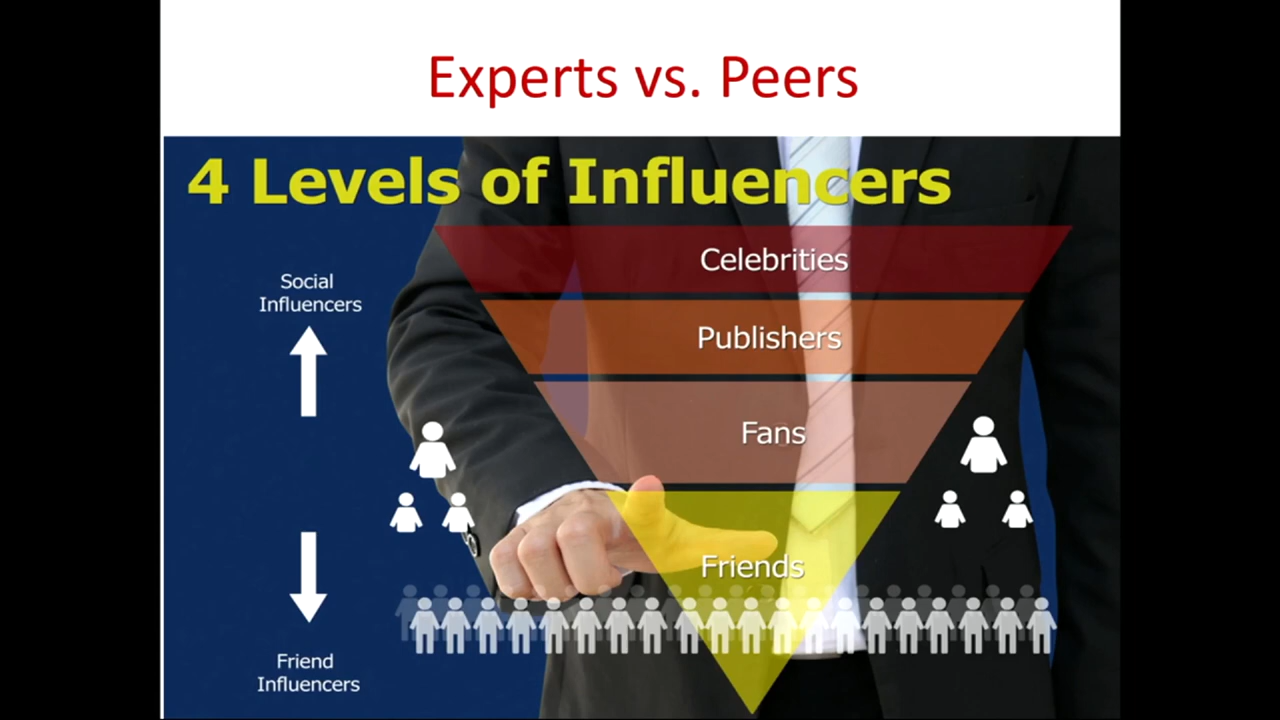 Experts vs. Peers
4 Levels of Influencers
Celebrities
Social
Influencers
Publishers
Fans
Friends
Friend
Influencers